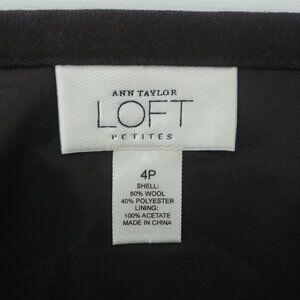 ANN TAYLOR
LOFT
PETITES
4P
SHELL:
60% WOOL
40% POLYESTER
LINING:
100% ACETATE
MADE IN CHINA